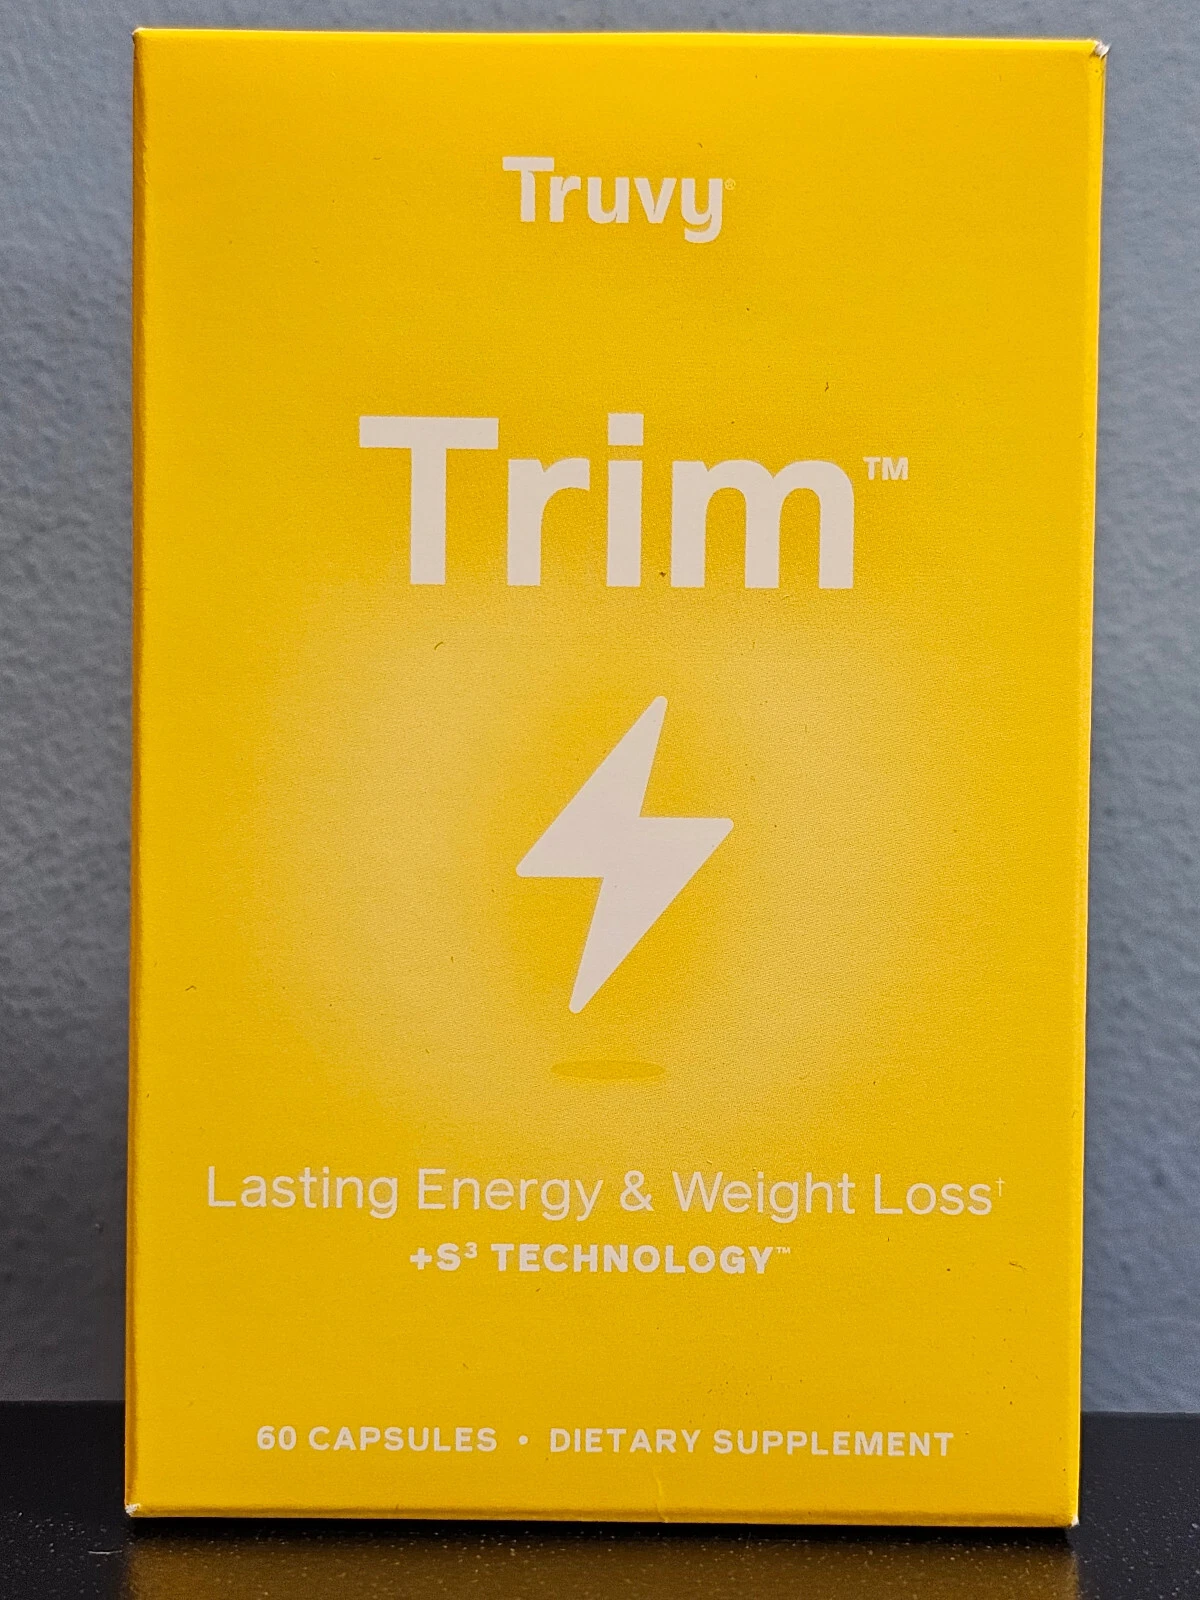 Truvy®
Trim™
Lasting Energy & Weight Loss†
+S³ TECHNOLOGY™
60 CAPSULES • DIETARY SUPPLEMENT